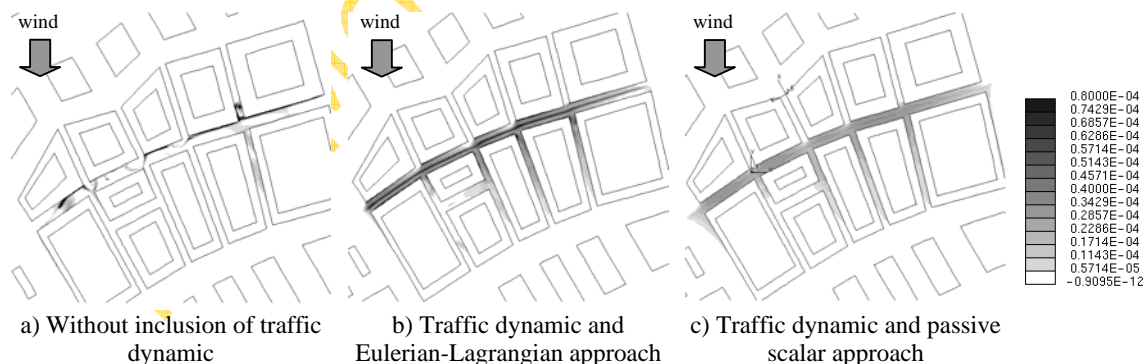 wind
wind
wind
0.8000E-04
0.7429E-04
0.6857E-04
0.6286E-04
0.5714E-04
0.5143E-04
0.4571E-04
0.4000E-04
0.3429E-04
0.2857E-04
0.2286E-04
0.1714E-04
0.1143E-04
0.5714E-05
-0.9095E-12
a) Without inclusion of traffic
dynamic
b) Traffic dynamic and
Eulerian-Lagrangian approach
c) Traffic dynamic and passive
scalar approach